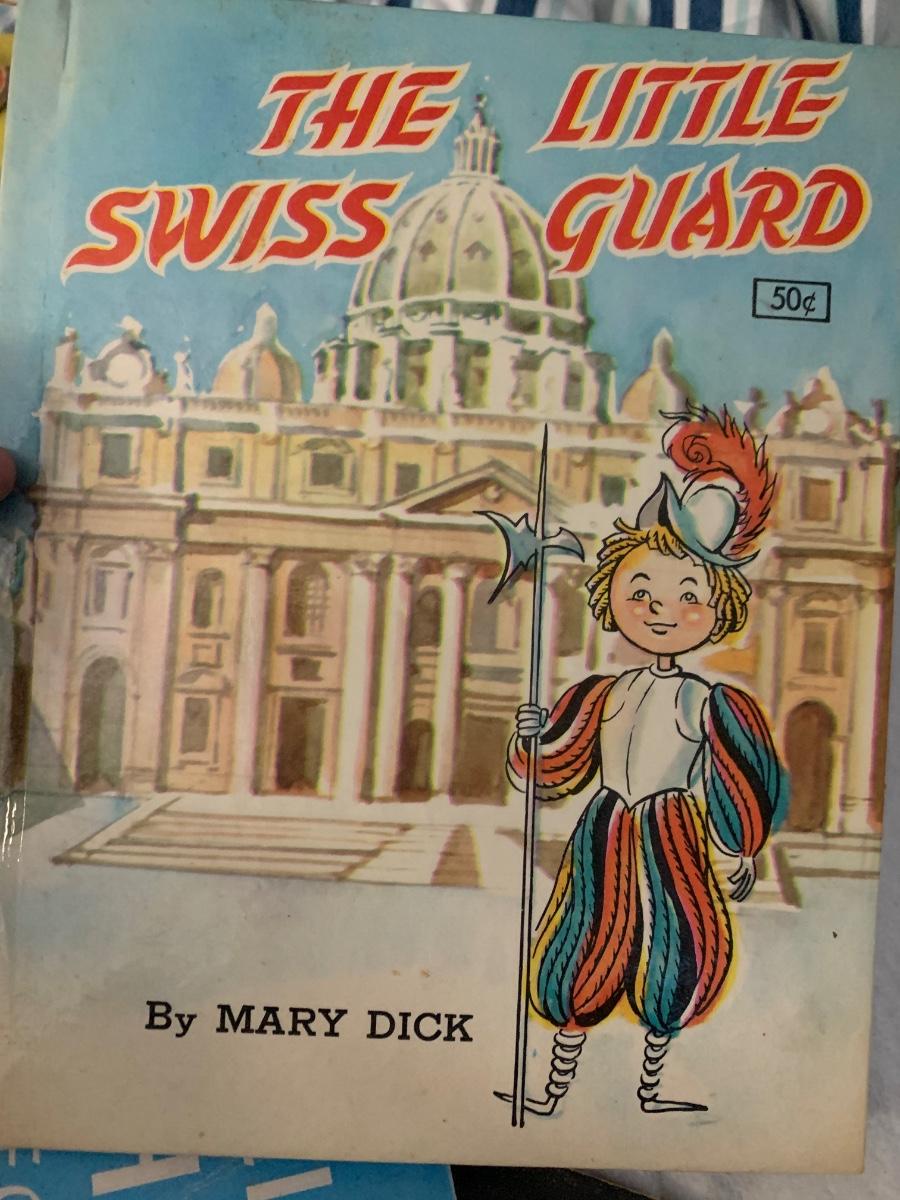 THE LITTLE
SWISS GUARD
50¢
By MARY DICK